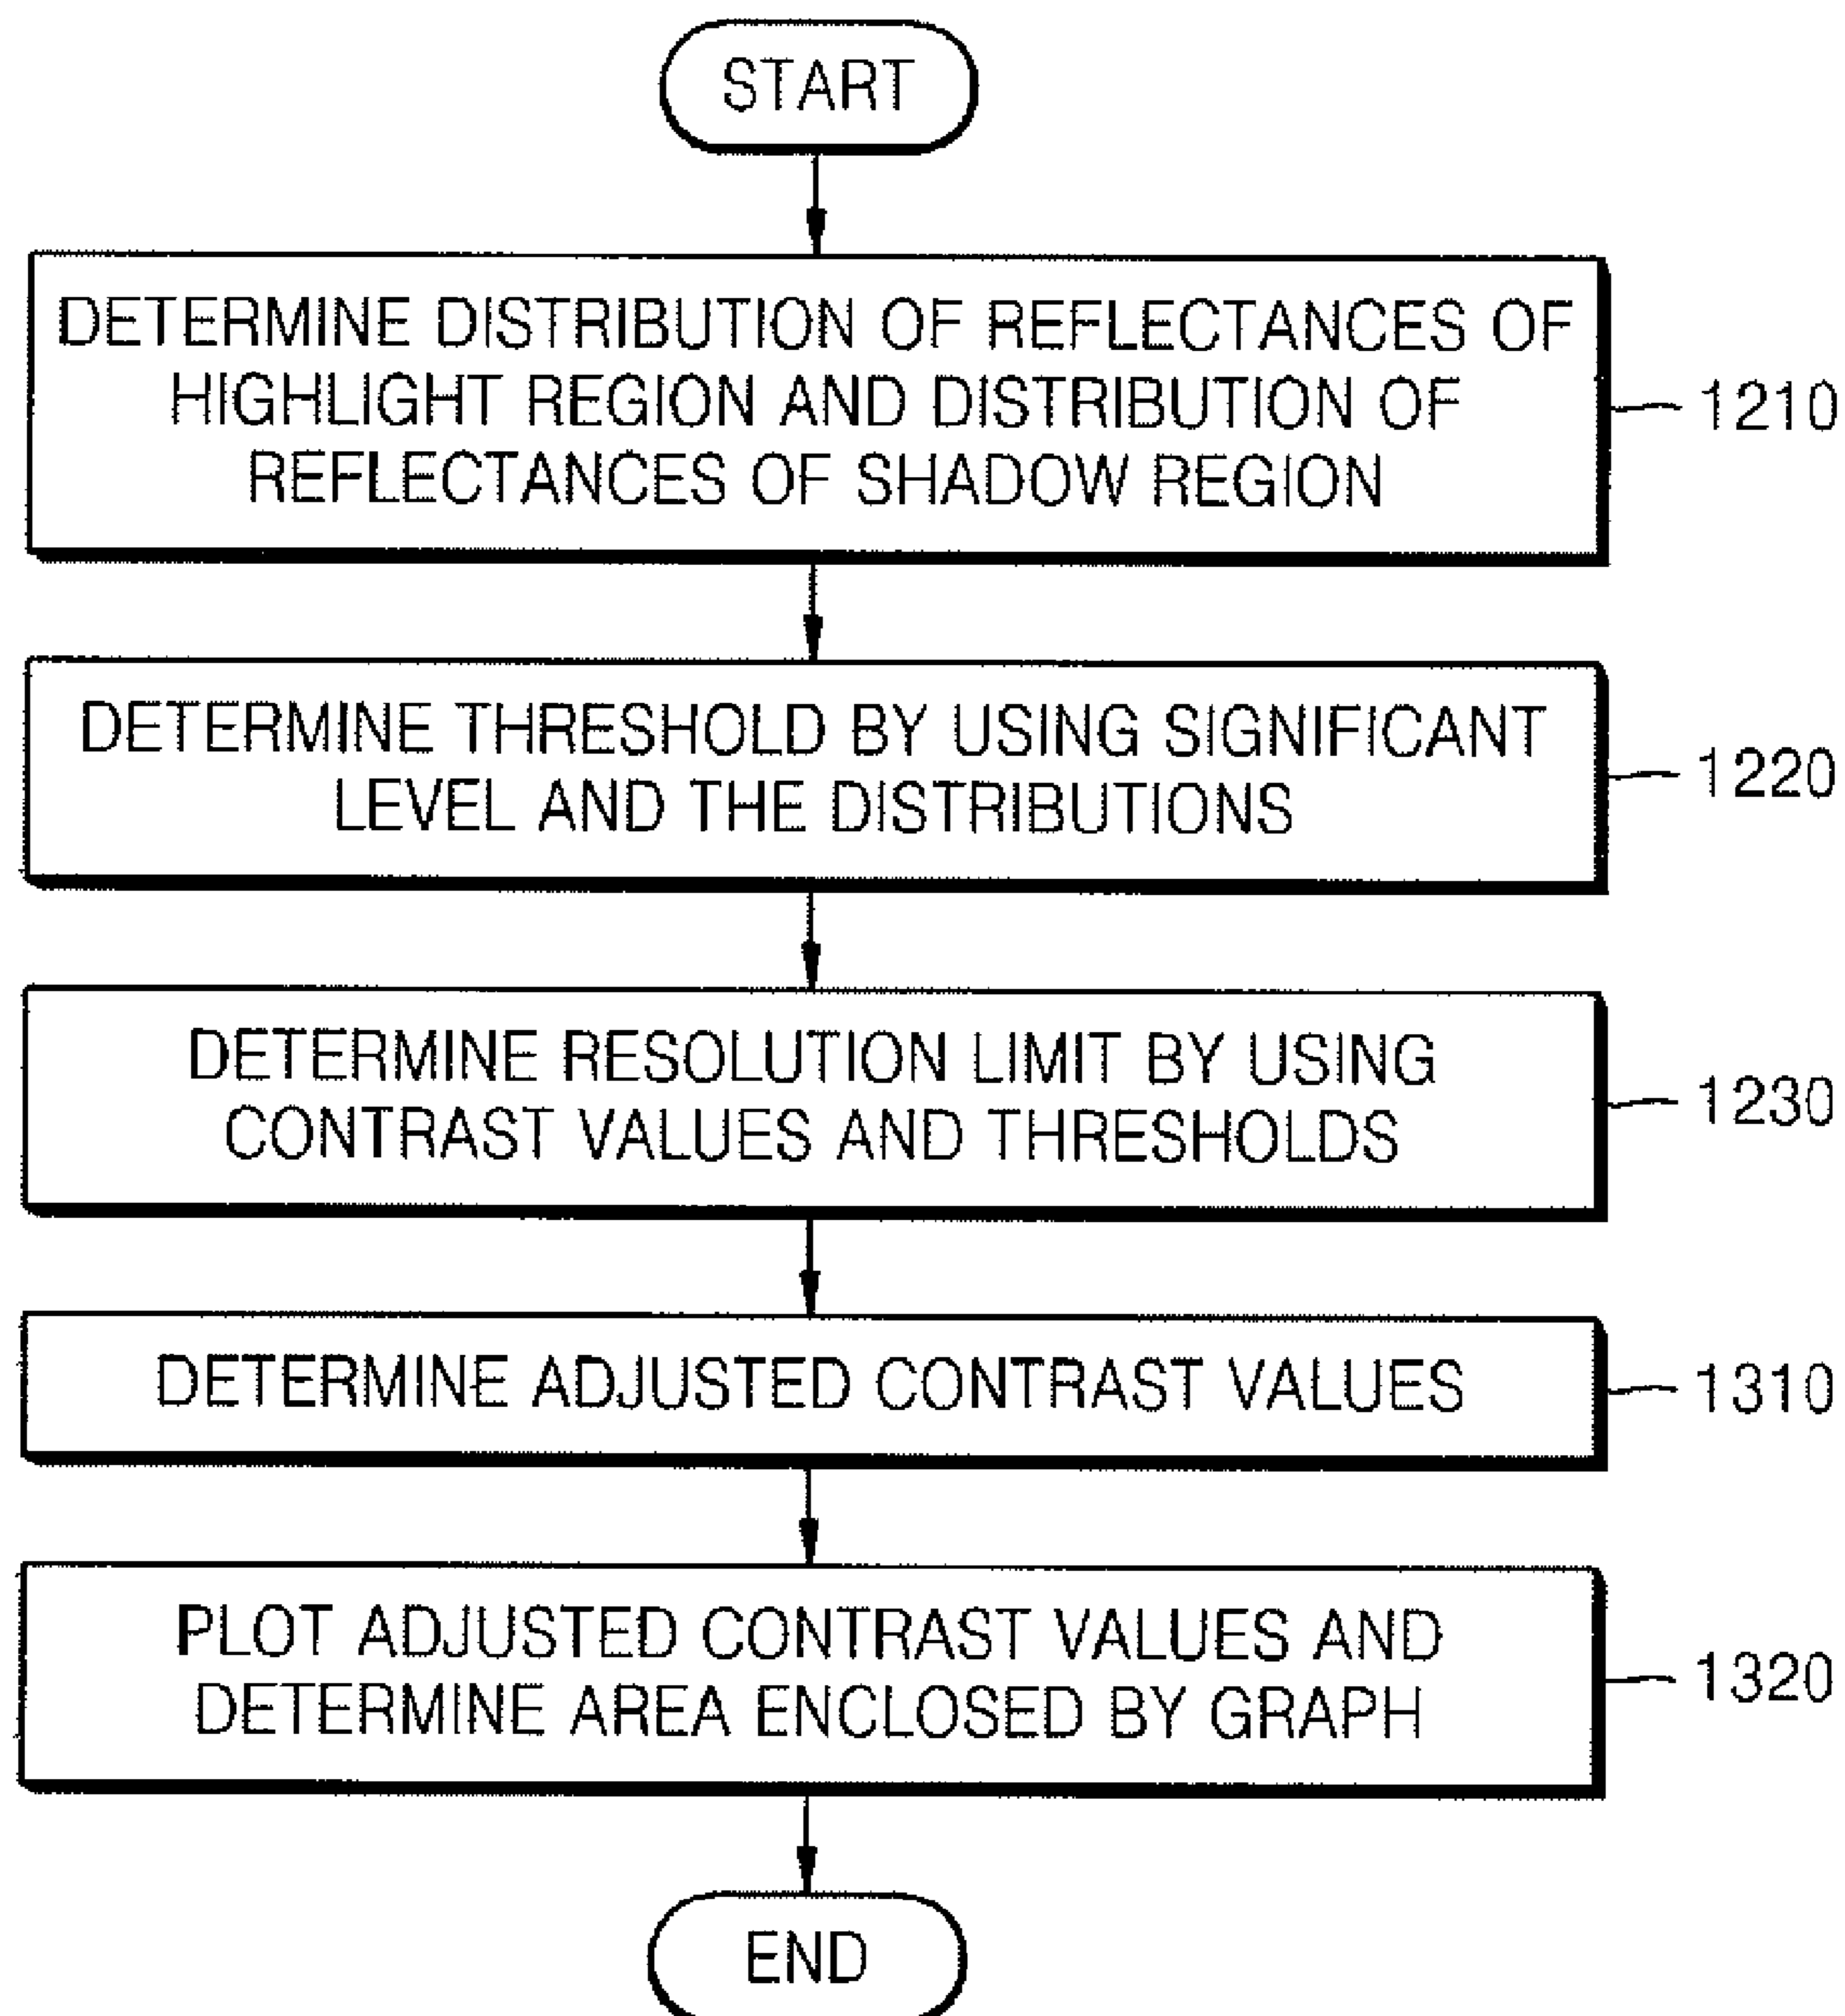 START
DETERMINE DISTRIBUTION OF REFLECTANCES OF
HIGHLIGHT REGION AND DISTRIBUTION OF
REFLECTANCES OF SHADOW REGION
1210
DETERMINE THRESHOLD BY USING SIGNIFICANT
LEVEL AND THE DISTRIBUTIONS
1220
DETERMINE RESOLUTION LIMIT BY USING
CONTRAST VALUES AND THRESHOLDS
1230
DETERMINE ADJUSTED CONTRAST VALUES
1310
PLOT ADJUSTED CONTRAST VALUES AND
DETERMINE AREA ENCLOSED BY GRAPH
1320
END